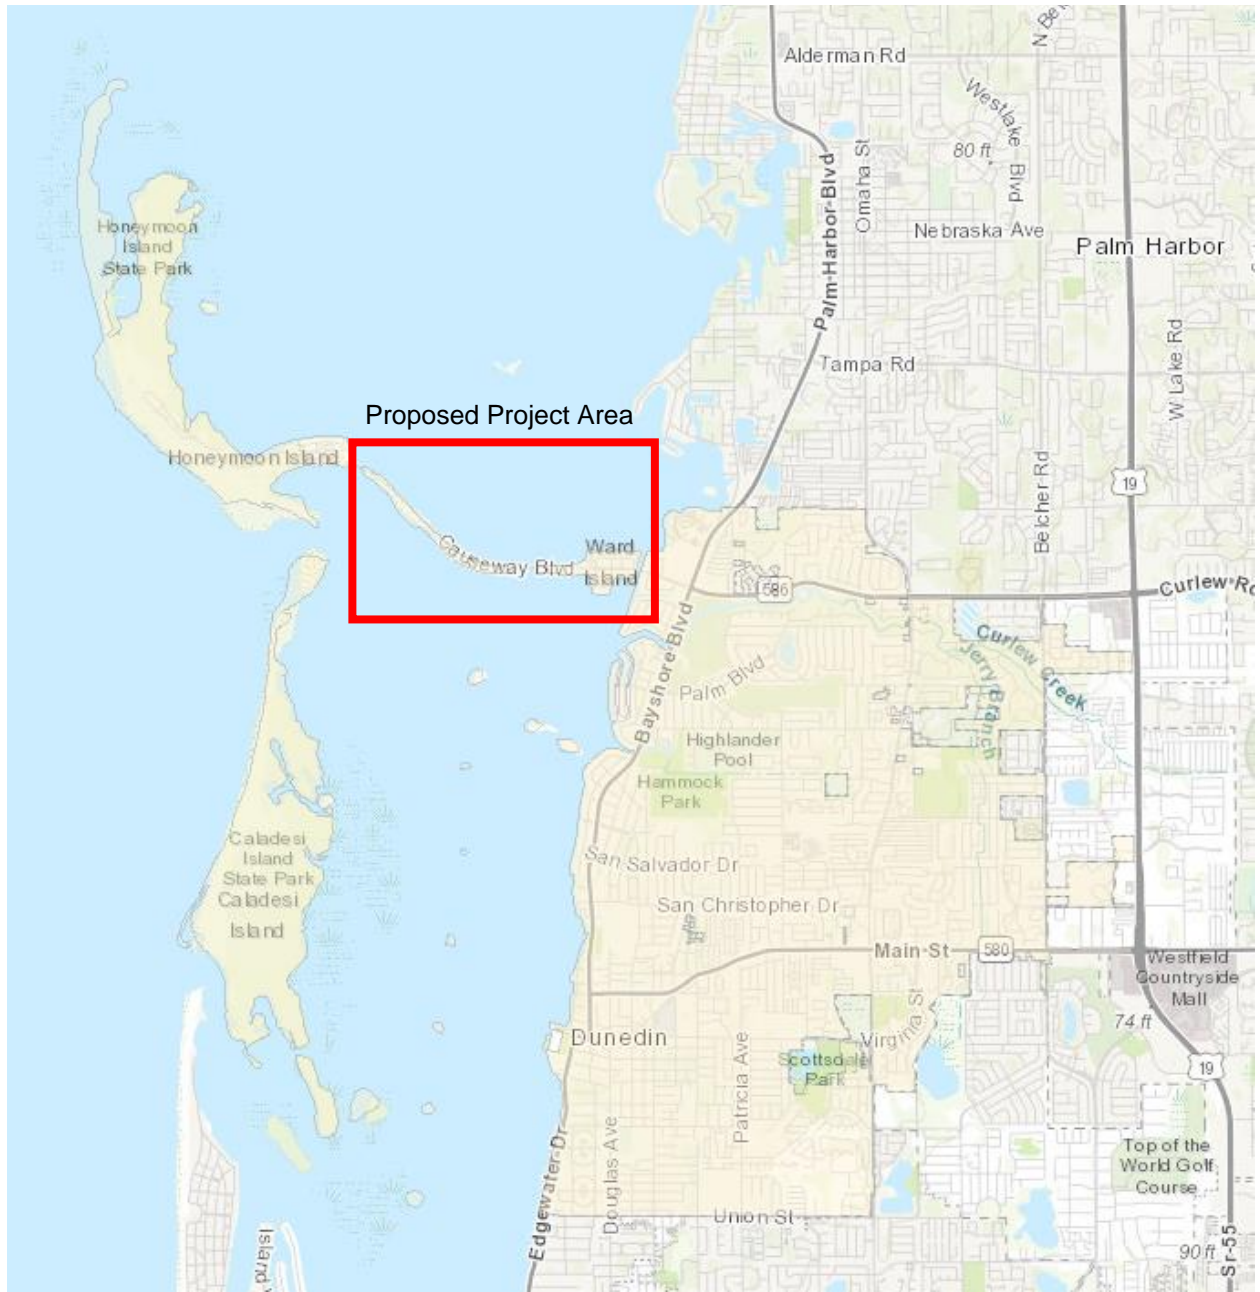 N Be
Alderman Rd
Westlake Blvd
80 ft
Omaha St
Palm-Harbor-Blvd
Nebraska Ave
Palm Harbor
Honeymoon
Island
State Park
W Lake Rd
Tampa Rd
Proposed Project Area
Honeymoon Island
Belcher Rd
19
Causeway Blvd
Ward
Island
586
Curlew Rd
Curlew Creek
Jerry Branch
Bayshore-Blvd
Palm Blvd
Highlander
Pool
Hammock
Park
Caladesi
Island
State Park
Caladesi
Island
San Salvador Dr
San Christopher Dr
Main-St
580
Westfield
Countryside
Mall
74 ft
Virginia St
Dunedin
Scottsdale
Park
Patricia Ave
19
Edgewater-Dr
Douglas Ave
Top of the
World Golf
Course
Union St
Island
90 ft
Sr-55